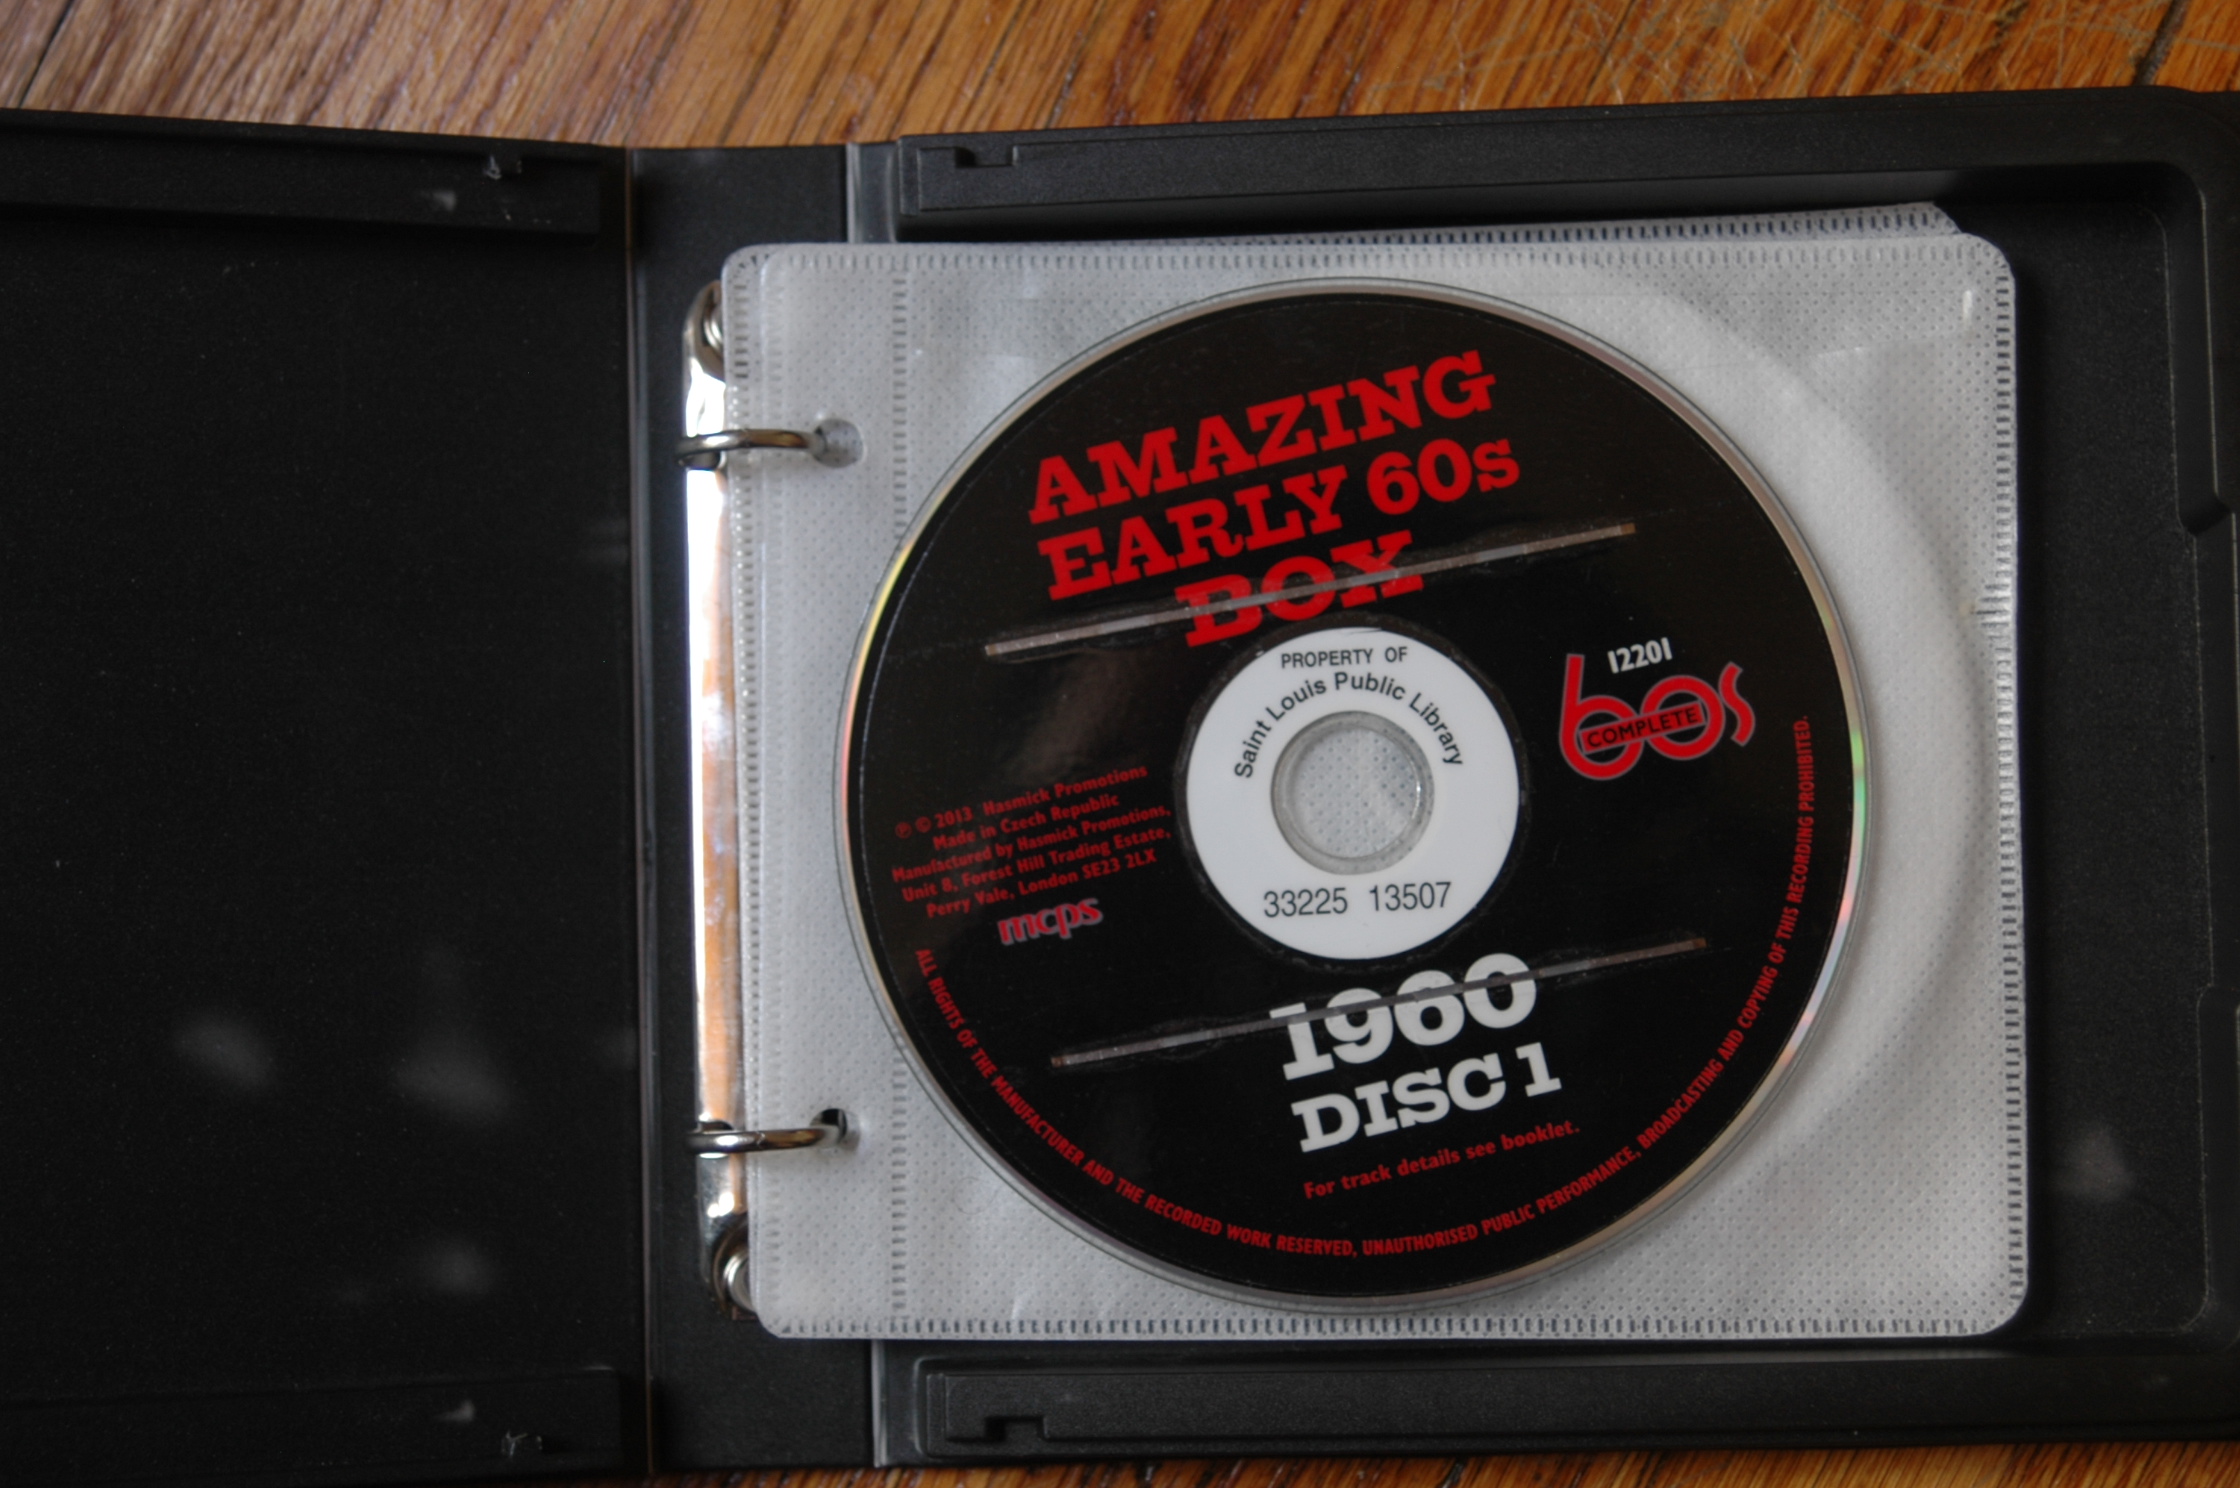 AMAZING
EARLY 60s
BOX
PROPERTY OF
Saint Louis Public Library
33225 13507
12201
60s
COMPLETE
℗ © 2013 Hasmick Promotions
Made in Czech Republic
Manufactured by Hasmick Promotions,
Unit 8, Forest Hill Trading Estate,
Perry Vale, London SE23 2LX
mcps
1960
DISC 1
For track details see booklet.
ALL RIGHTS OF THE MANUFACTURER AND THE RECORDED WORK RESERVED, UNAUTHORISED PUBLIC PERFORMANCE, BROADCASTING AND COPYING OF THIS RECORDING PROHIBITED.